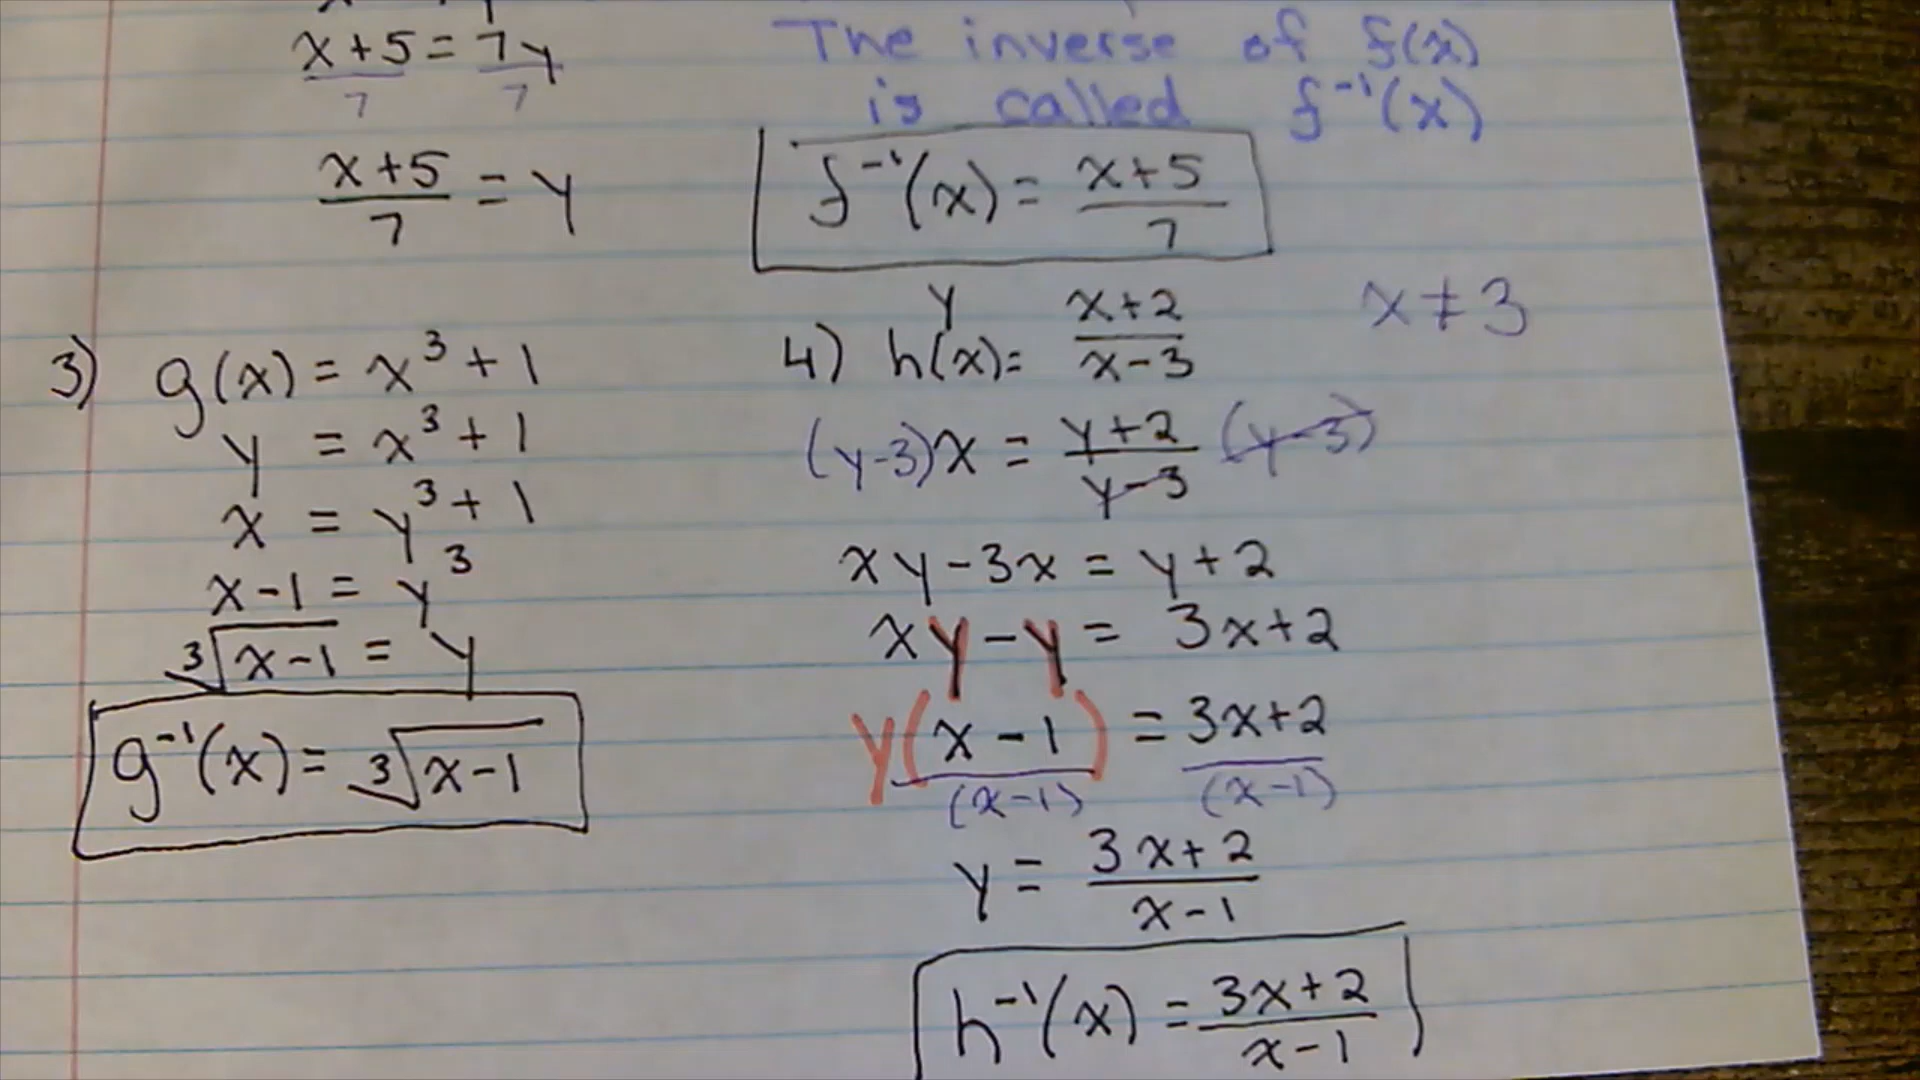 x+5 = 7y
7 7
x+5
7 = y
The inverse of f(x)
is called f⁻¹(x)
f⁻¹(x) = x+5
7
3) g(x) = x³ + 1
y = x³ + 1
x = y³ + 1
x-1 = y³
³√x-1 = y
g⁻¹(x) = ³√x-1
y
4) h(x) = x+2
x-3
x ≠ 3
(y-3)x = y+2 (y-3)
y-3
xy-3x = y+2
xy-y = 3x+2
y(x-1) = 3x+2
(x-1) (x-1)
y = 3x+2
x-1
h⁻¹(x) = 3x+2
x-1